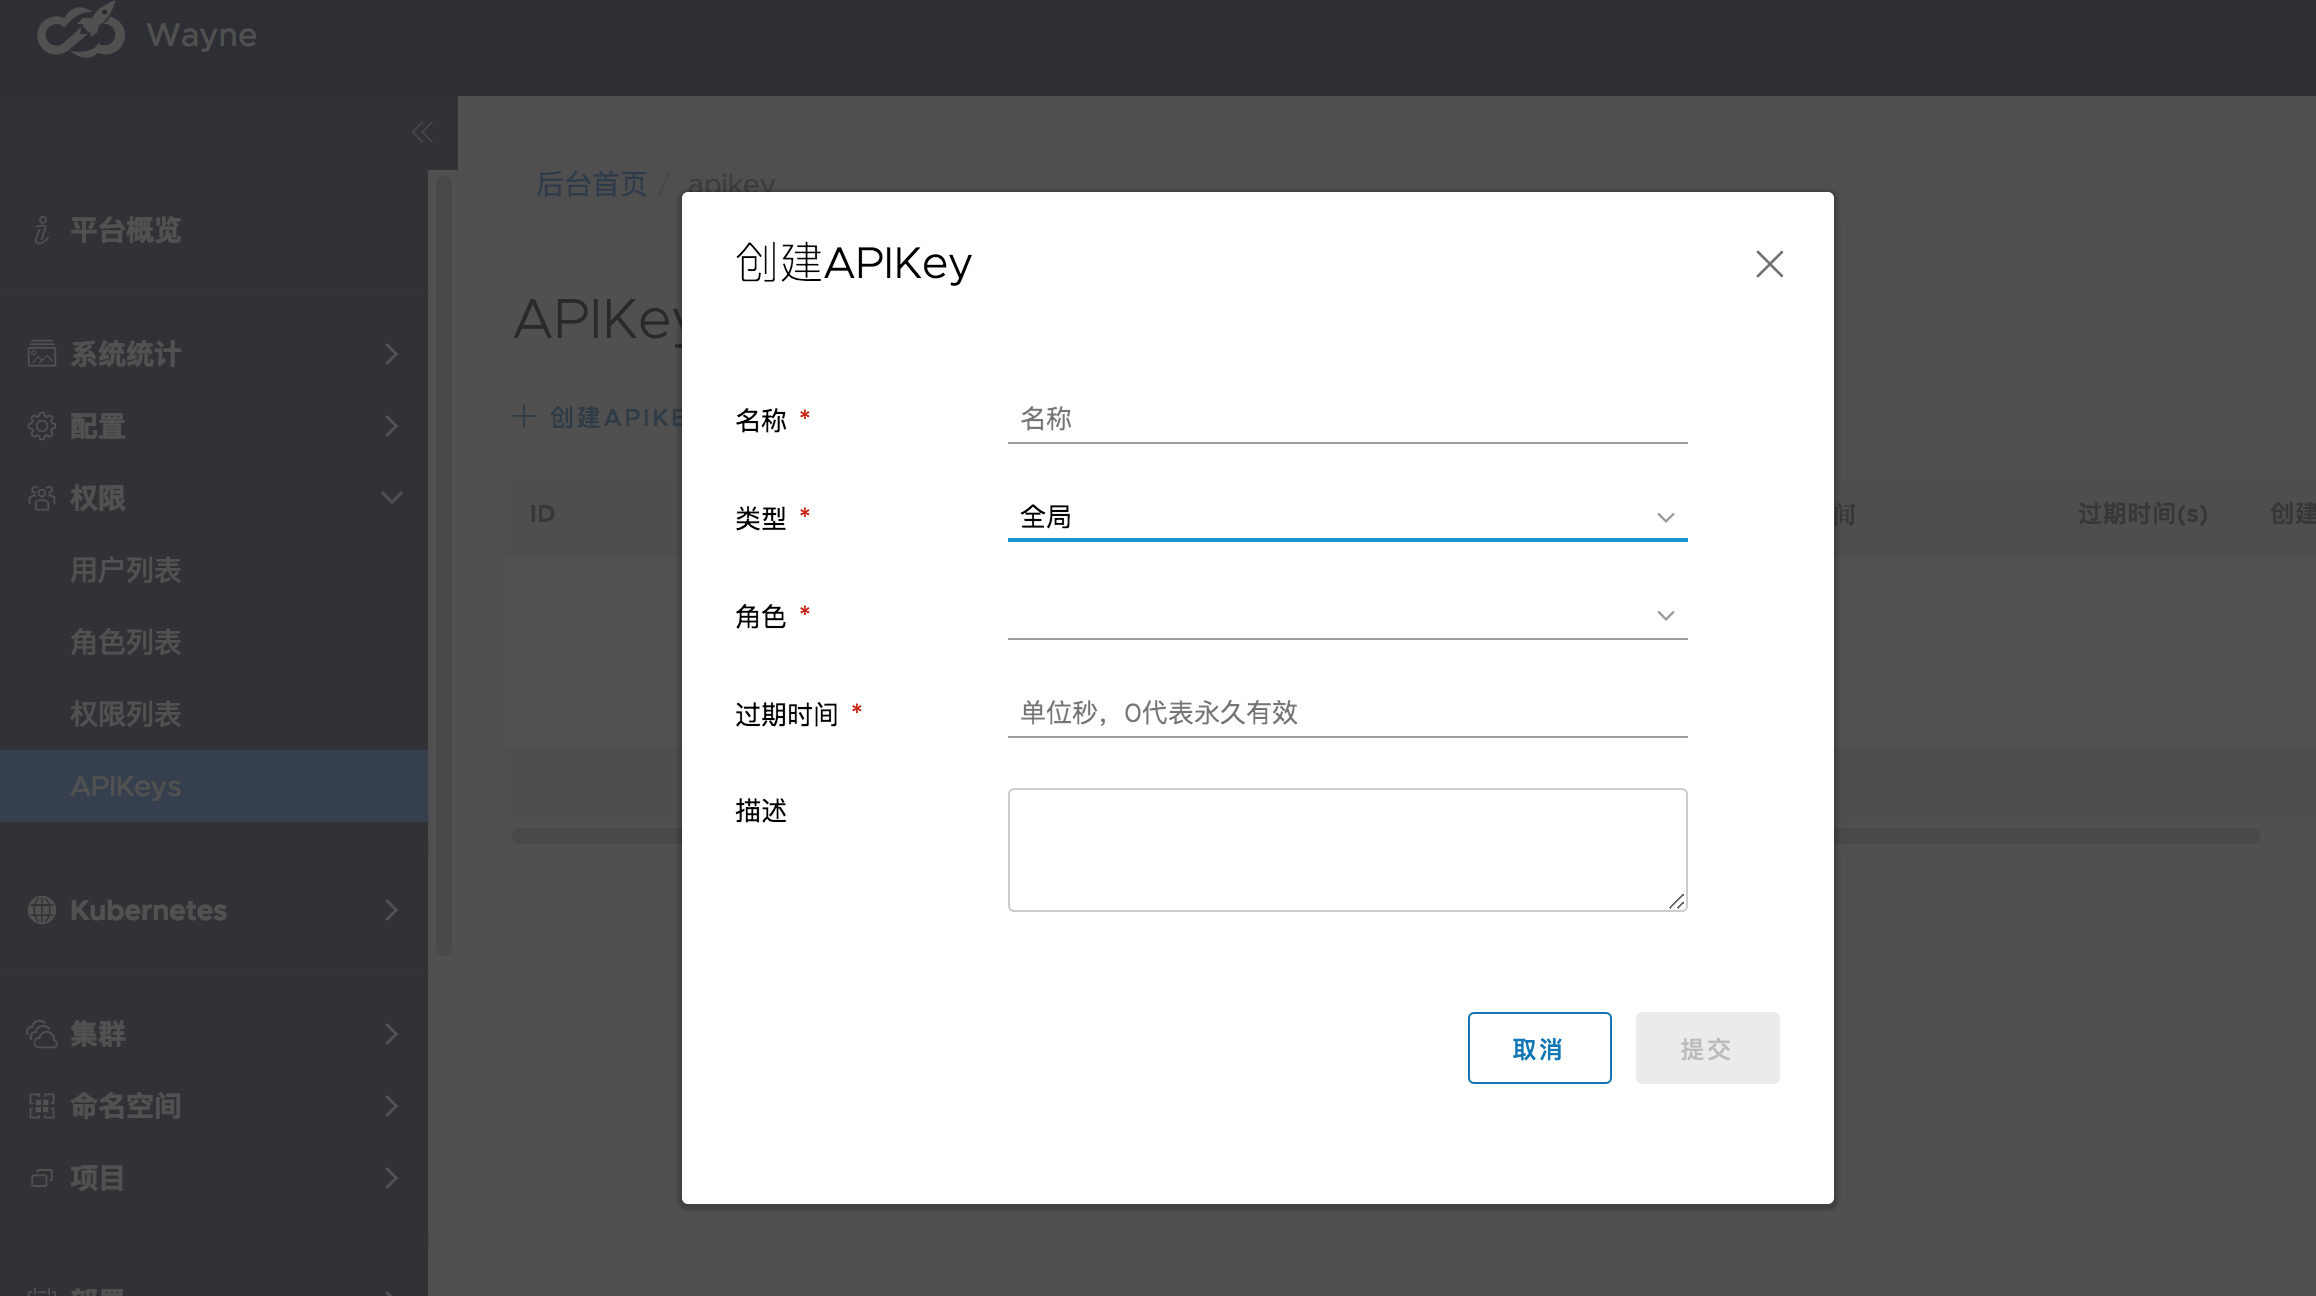 Wayne
后台首页 / apikey
平台概览
系统统计
配置
权限
用户列表
角色列表
权限列表
APIKeys
Kubernetes
集群
命名空间
项目
部署
APIKey
创建APIKE
ID
间
过期时间(s)
创建
创建APIKey
名称 *
名称
类型 *
全局
角色 *
过期时间 *
单位秒，0代表永久有效
描述
取消
提交